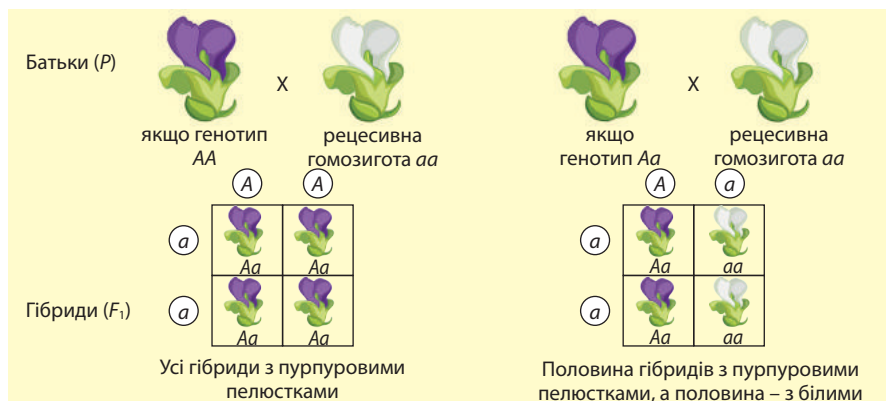 Батьки (P)
X
X
якщо генотип
AA
рецесивна
гомозигота aa
якщо
генотип Aa
рецесивна
гомозигота aa
A
A
A
a
a
a
Aa
Aa
Aa
aa
Гібриди (F₁)
a
a
Aa
Aa
Aa
aa
Усі гібриди з пурпуровими
пелюстками
Половина гібридів з пурпуровими
пелюстками, а половина – з білими